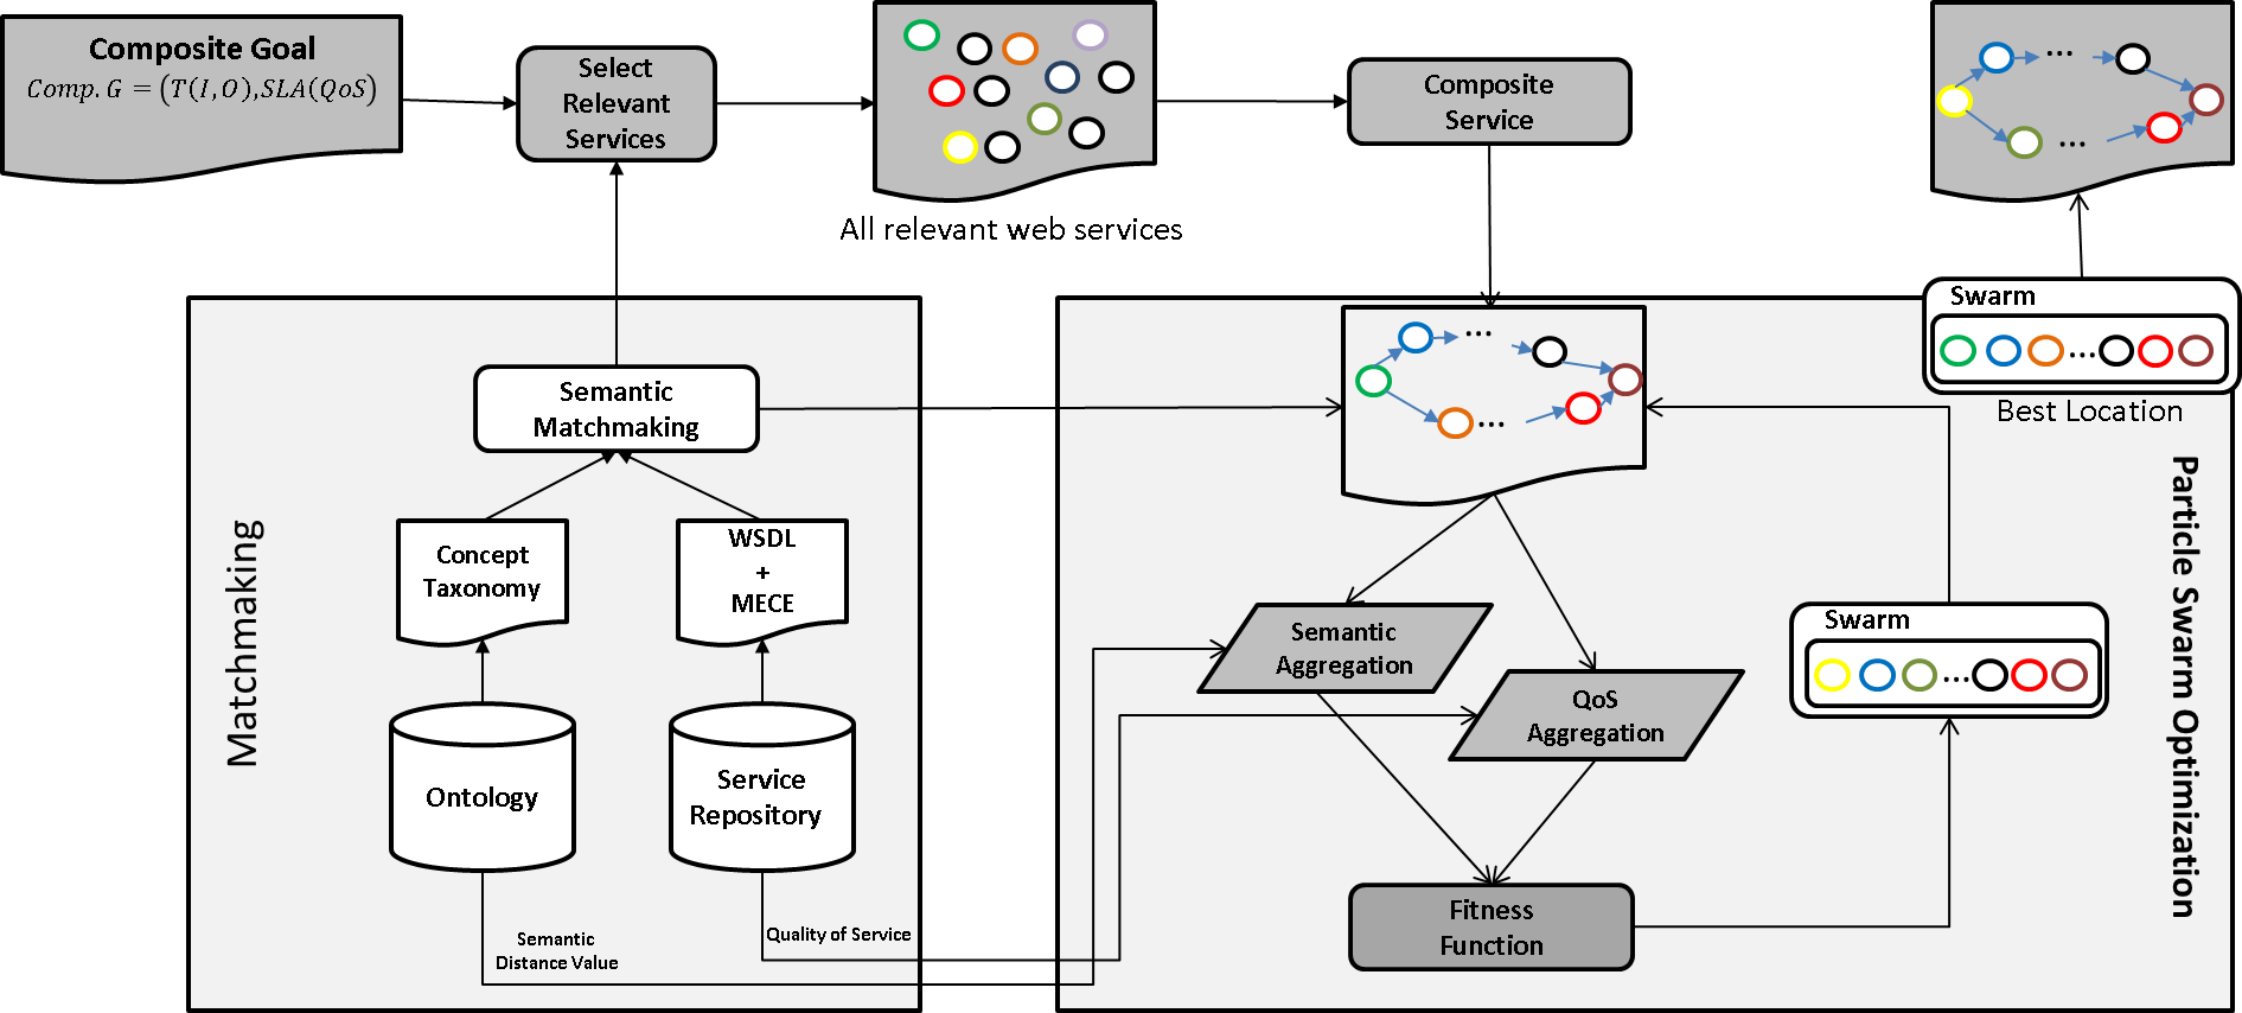 Composite Goal
Comp. G = (T(I,O),SLA(QoS)
Select
Relevant
Services
All relevant web services
Composite
Service
Swarm
...
Best Location
...
...
...
...
Matchmaking
Semantic
Matchmaking
Concept
Taxonomy
WSDL
+
MECE
Ontology
Service
Repository
Semantic
Distance Value
Quality of Service
Particle Swarm Optimization
Semantic
Aggregation
QoS
Aggregation
Swarm
...
Fitness
Function